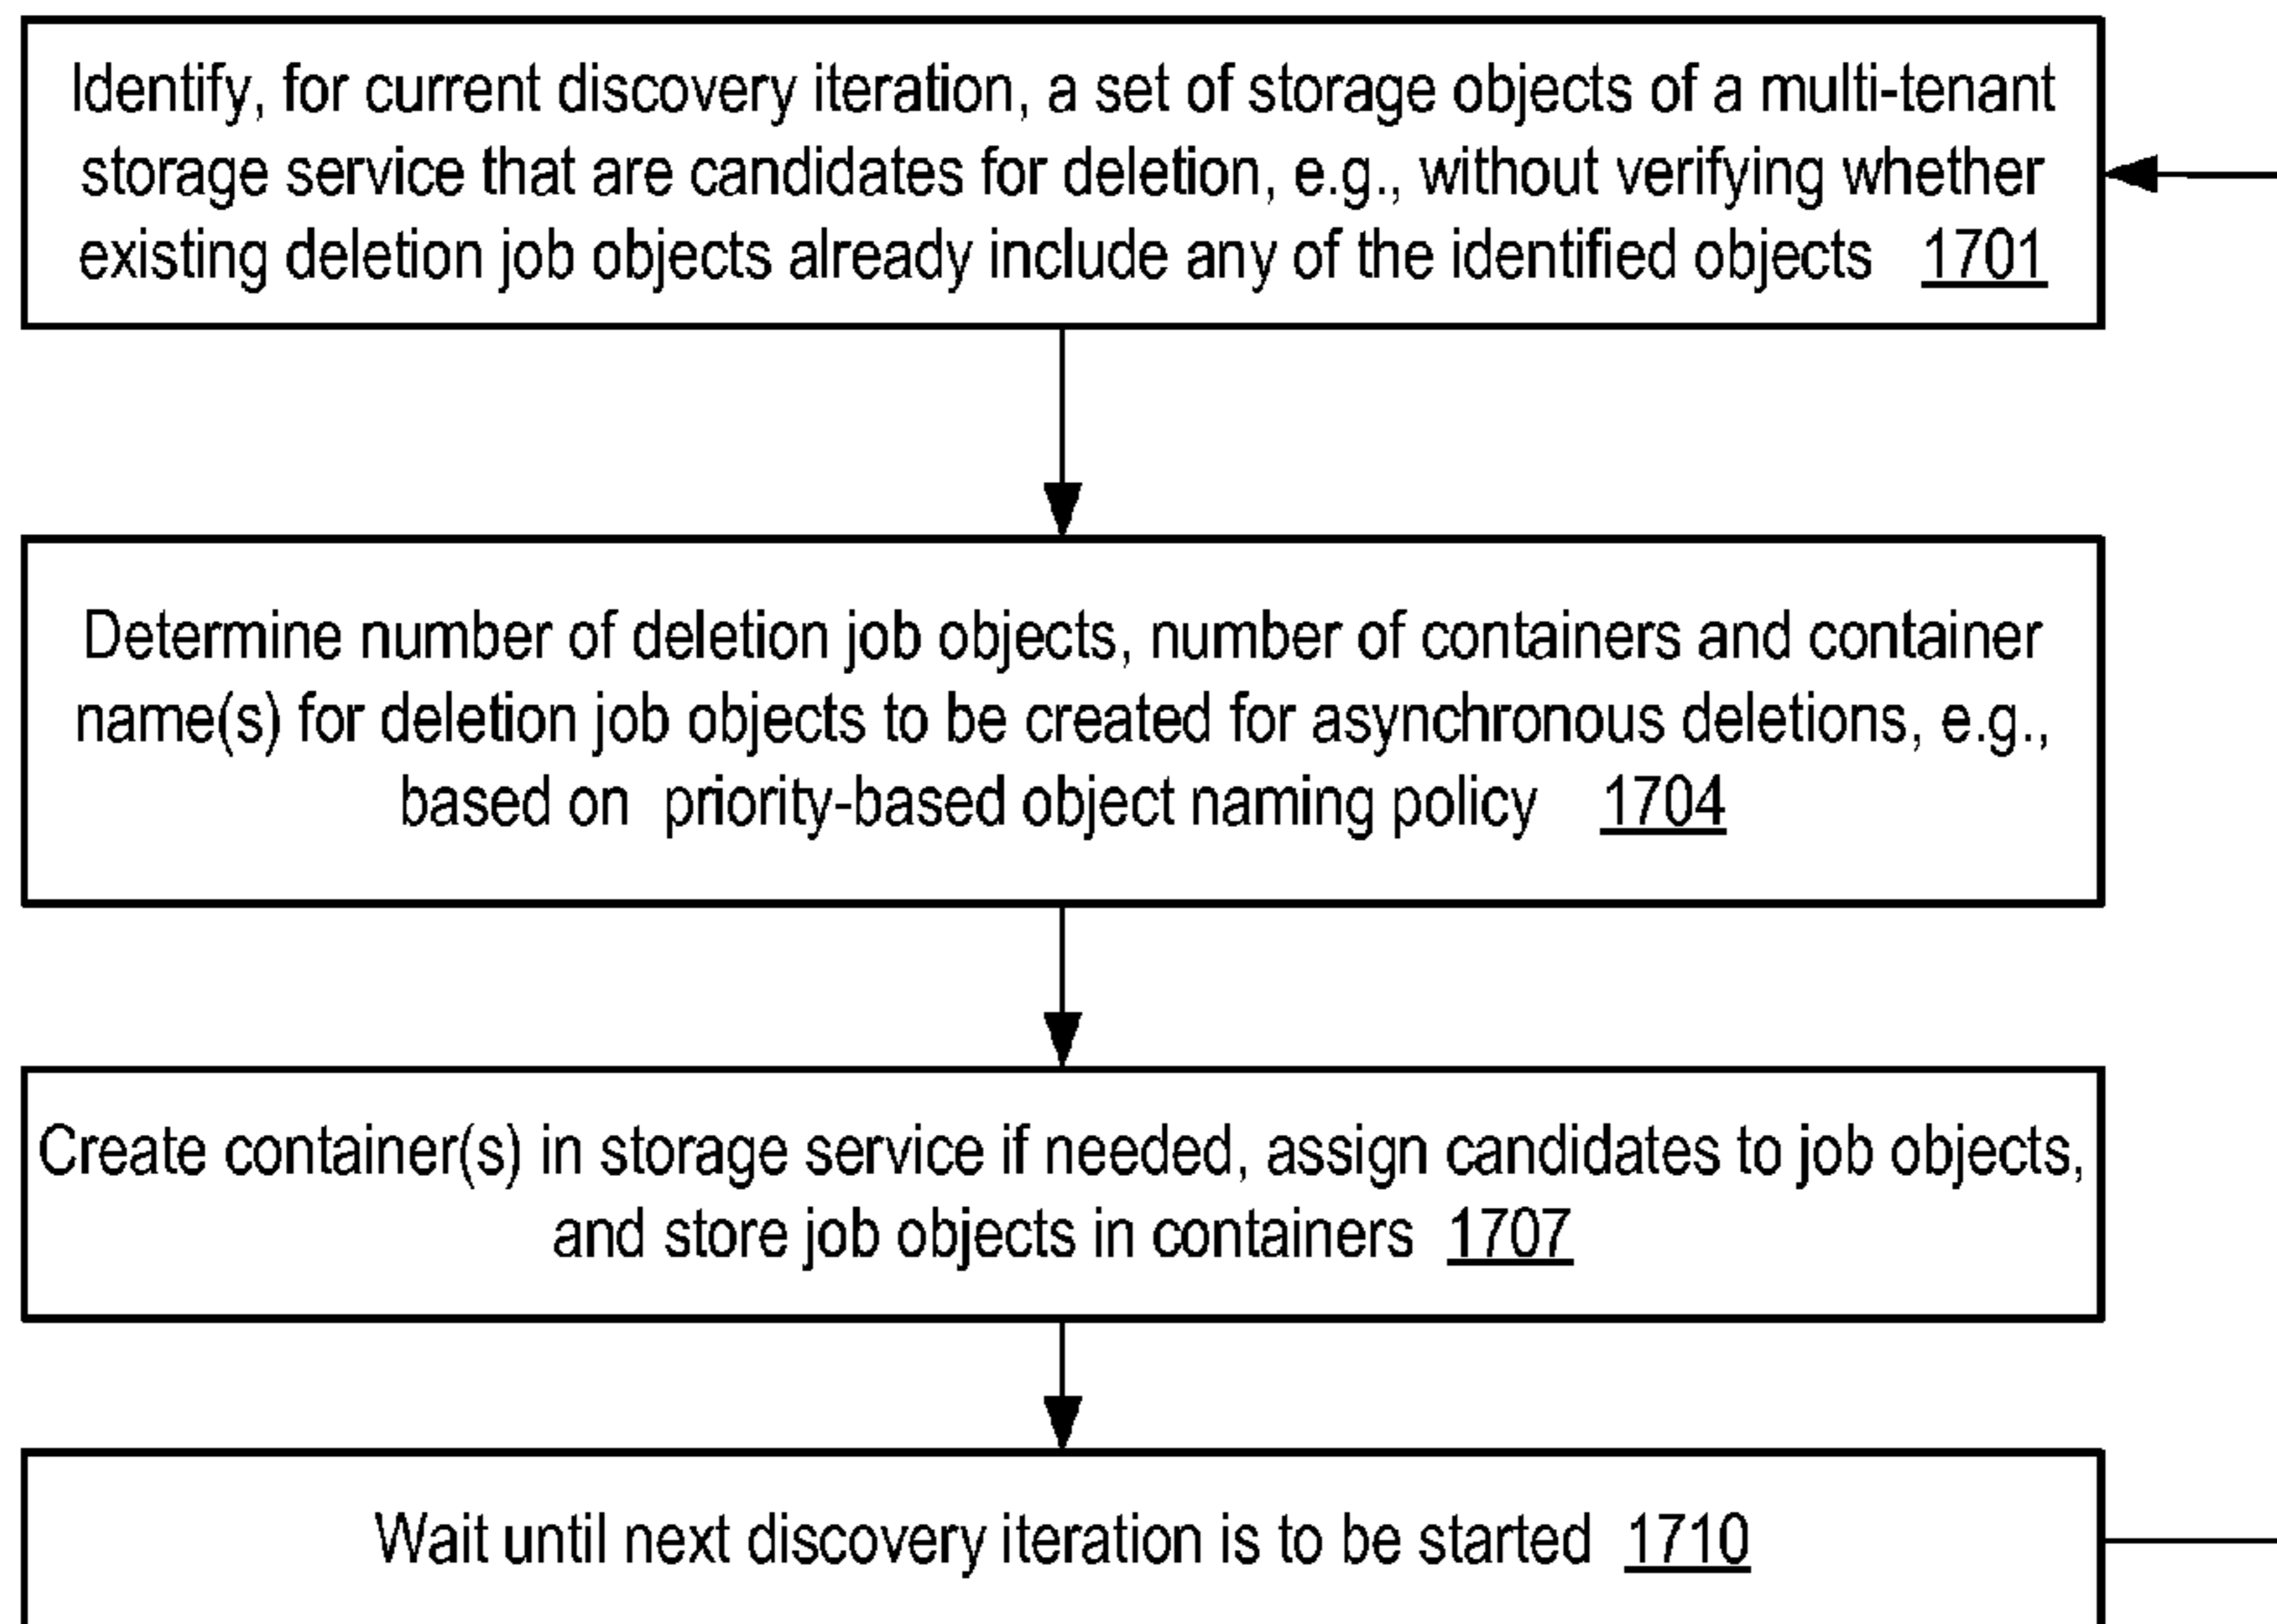 Identify, for current discovery iteration, a set of storage objects of a multi-tenant
storage service that are candidates for deletion, e.g., without verifying whether
existing deletion job objects already include any of the identified objects 1701
Determine number of deletion job objects, number of containers and container
name(s) for deletion job objects to be created for asynchronous deletions, e.g.,
based on priority-based object naming policy 1704
Create container(s) in storage service if needed, assign candidates to job objects,
and store job objects in containers 1707
Wait until next discovery iteration is to be started 1710